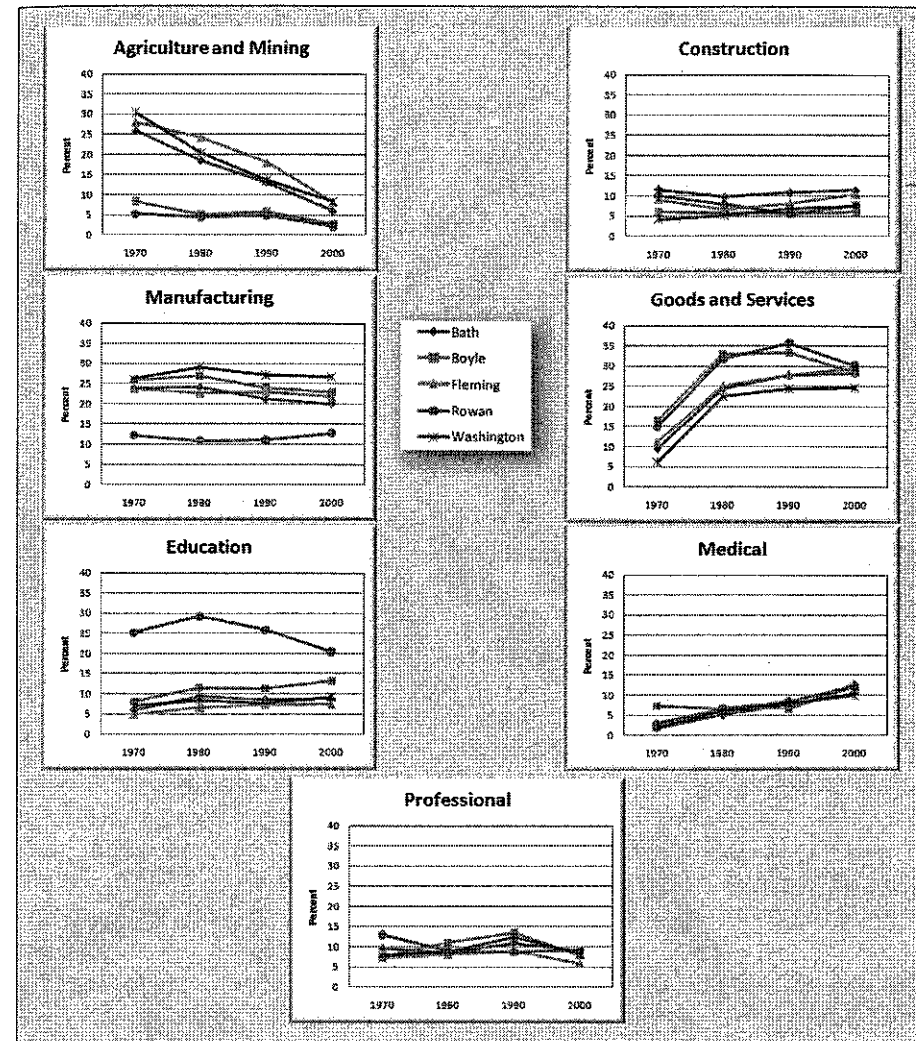 Agriculture and Mining
40
35
30
25
20
15
10
5
0
Percent
1970 1980 1990 2000
Construction
40
35
30
25
20
15
10
5
0
Percent
1970 1980 1990 2000
Manufacturing
40
35
30
25
20
15
10
5
0
Percent
1970 1980 1990 2000
Bath
Boyle
Fleming
Rowan
Washington
Goods and Services
40
35
30
25
20
15
10
5
0
Percent
1970 1980 1990 2000
Education
40
35
30
25
20
15
10
5
0
Percent
1970 1980 1990 2000
Medical
40
35
30
25
20
15
10
5
0
Percent
1970 1980 1990 2000
Professional
40
35
30
25
20
15
10
5
0
Percent
1970 1980 1990 2000